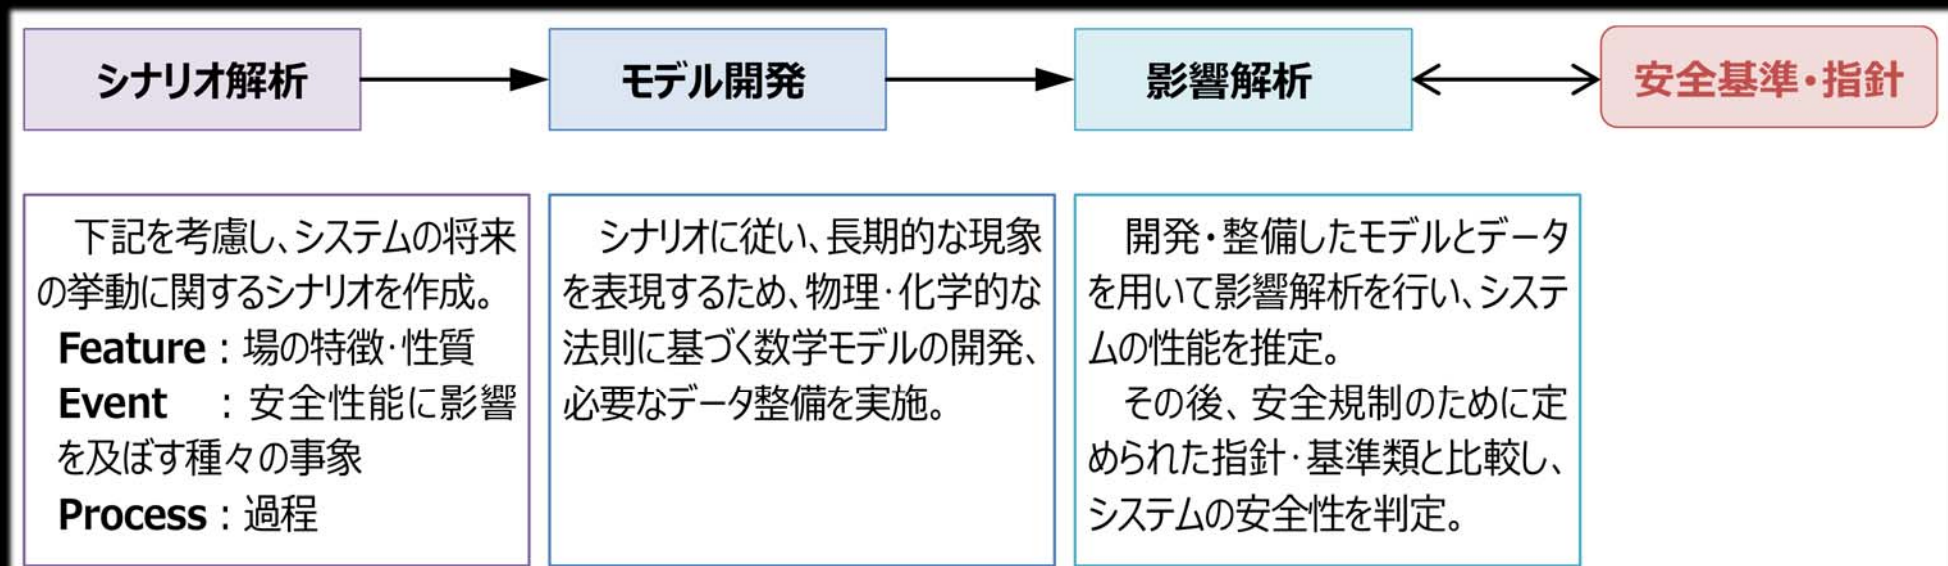 シナリオ解析
モデル開発
影響解析
安全基準・指針
下記を考慮し、システムの将来
の挙動に関するシナリオを作成。
Feature：場の特徴・性質
Event　：安全性能に影響
を及ぼす種々の事象
Process：過程
シナリオに従い、長期的な現象
を表現するため、物理・化学的な
法則に基づく数学モデルの開発、
必要なデータ整備を実施。
開発・整備したモデルとデータ
を用いて影響解析を行い、システ
ムの性能を推定。
その後、安全規制のために定
められた指針・基準類と比較し、
システムの安全性を判定。